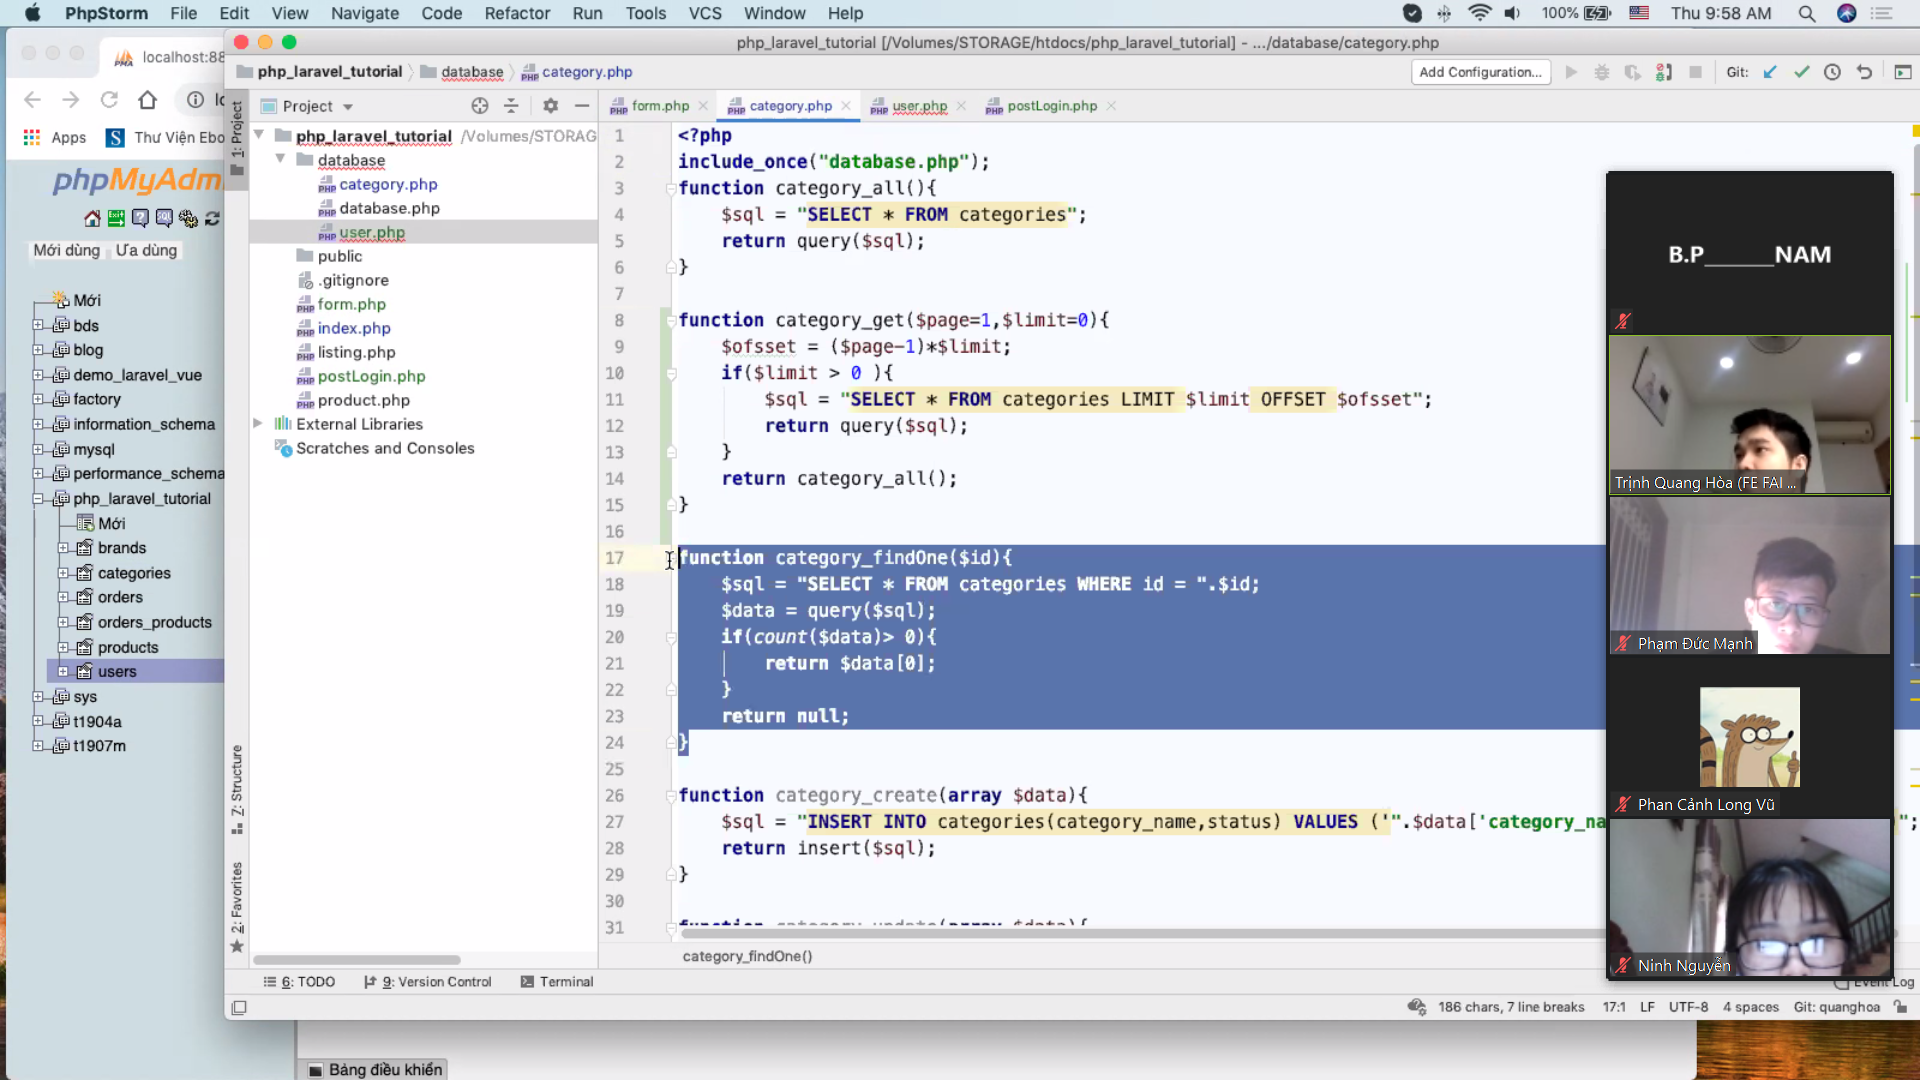 PhpStorm File Edit View Navigate Code Refactor Run Tools VCS Window Help
100% Thu 9:58 AM
localhost:88
php_laravel_tutorial [/Volumes/STORAGE/htdocs/php_laravel_tutorial] - .../database/category.php
php_laravel_tutorial database category.php
Add Configuration... Git:
Apps S Thư Viện Ebo
phpMyAdm
Mới dùng Ưa dùng
Mới
bds
blog
demo_laravel_vue
factory
information_schema
mysql
performance_schema
php_laravel_tutorial
Mới
brands
categories
orders
orders_products
products
users
sys
t1904a
t1907m
1: Project
Z: Structure
2: Favorites
Project
php_laravel_tutorial /Volumes/STORAG
database
category.php
database.php
user.php
public
.gitignore
form.php
index.php
listing.php
postLogin.php
product.php
External Libraries
Scratches and Consoles
form.php category.php user.php postLogin.php
1 <?php
2 include_once("database.php");
3 function category_all(){
4 $sql = "SELECT * FROM categories";
5 return query($sql);
6 }
7
8 function category_get($page=1,$limit=0){
9 $ofsset = ($page-1)*$limit;
10 if($limit > 0 ){
11 $sql = "SELECT * FROM categories LIMIT $limit OFFSET $ofsset";
12 return query($sql);
13 }
14 return category_all();
15 }
16
17 function category_findOne($id){
18 $sql = "SELECT * FROM categories WHERE id = ".$id;
19 $data = query($sql);
20 if(count($data)> 0){
21 return $data[0];
22 }
23 return null;
24 }
25
26 function category_create(array $data){
27 $sql = "INSERT INTO categories(category_name,status) VALUES ('".$data['category_na
28 return insert($sql);
29 }
30
31 function category_update(array $data){
category_findOne()
B.P_______NAM
Trịnh Quang Hòa (FE FAI ...
Phạm Đức Mạnh
Phan Cảnh Long Vũ
Ninh Nguyễn
6: TODO 9: Version Control Terminal Event Log
186 chars, 7 line breaks 17:1 LF UTF-8 4 spaces Git: quanghoa
Bảng điều khiển